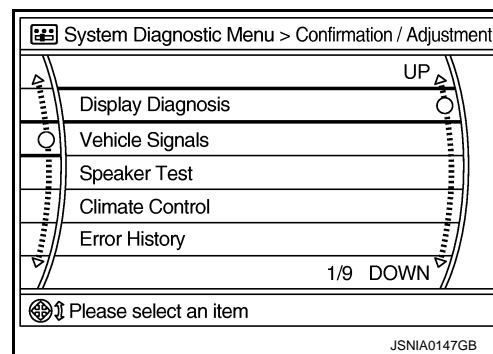 System Diagnostic Menu > Confirmation / Adjustment
UP
Display Diagnosis
Vehicle Signals
Speaker Test
Climate Control
Error History
1/9 DOWN
Please select an item
JSNIA0147GB